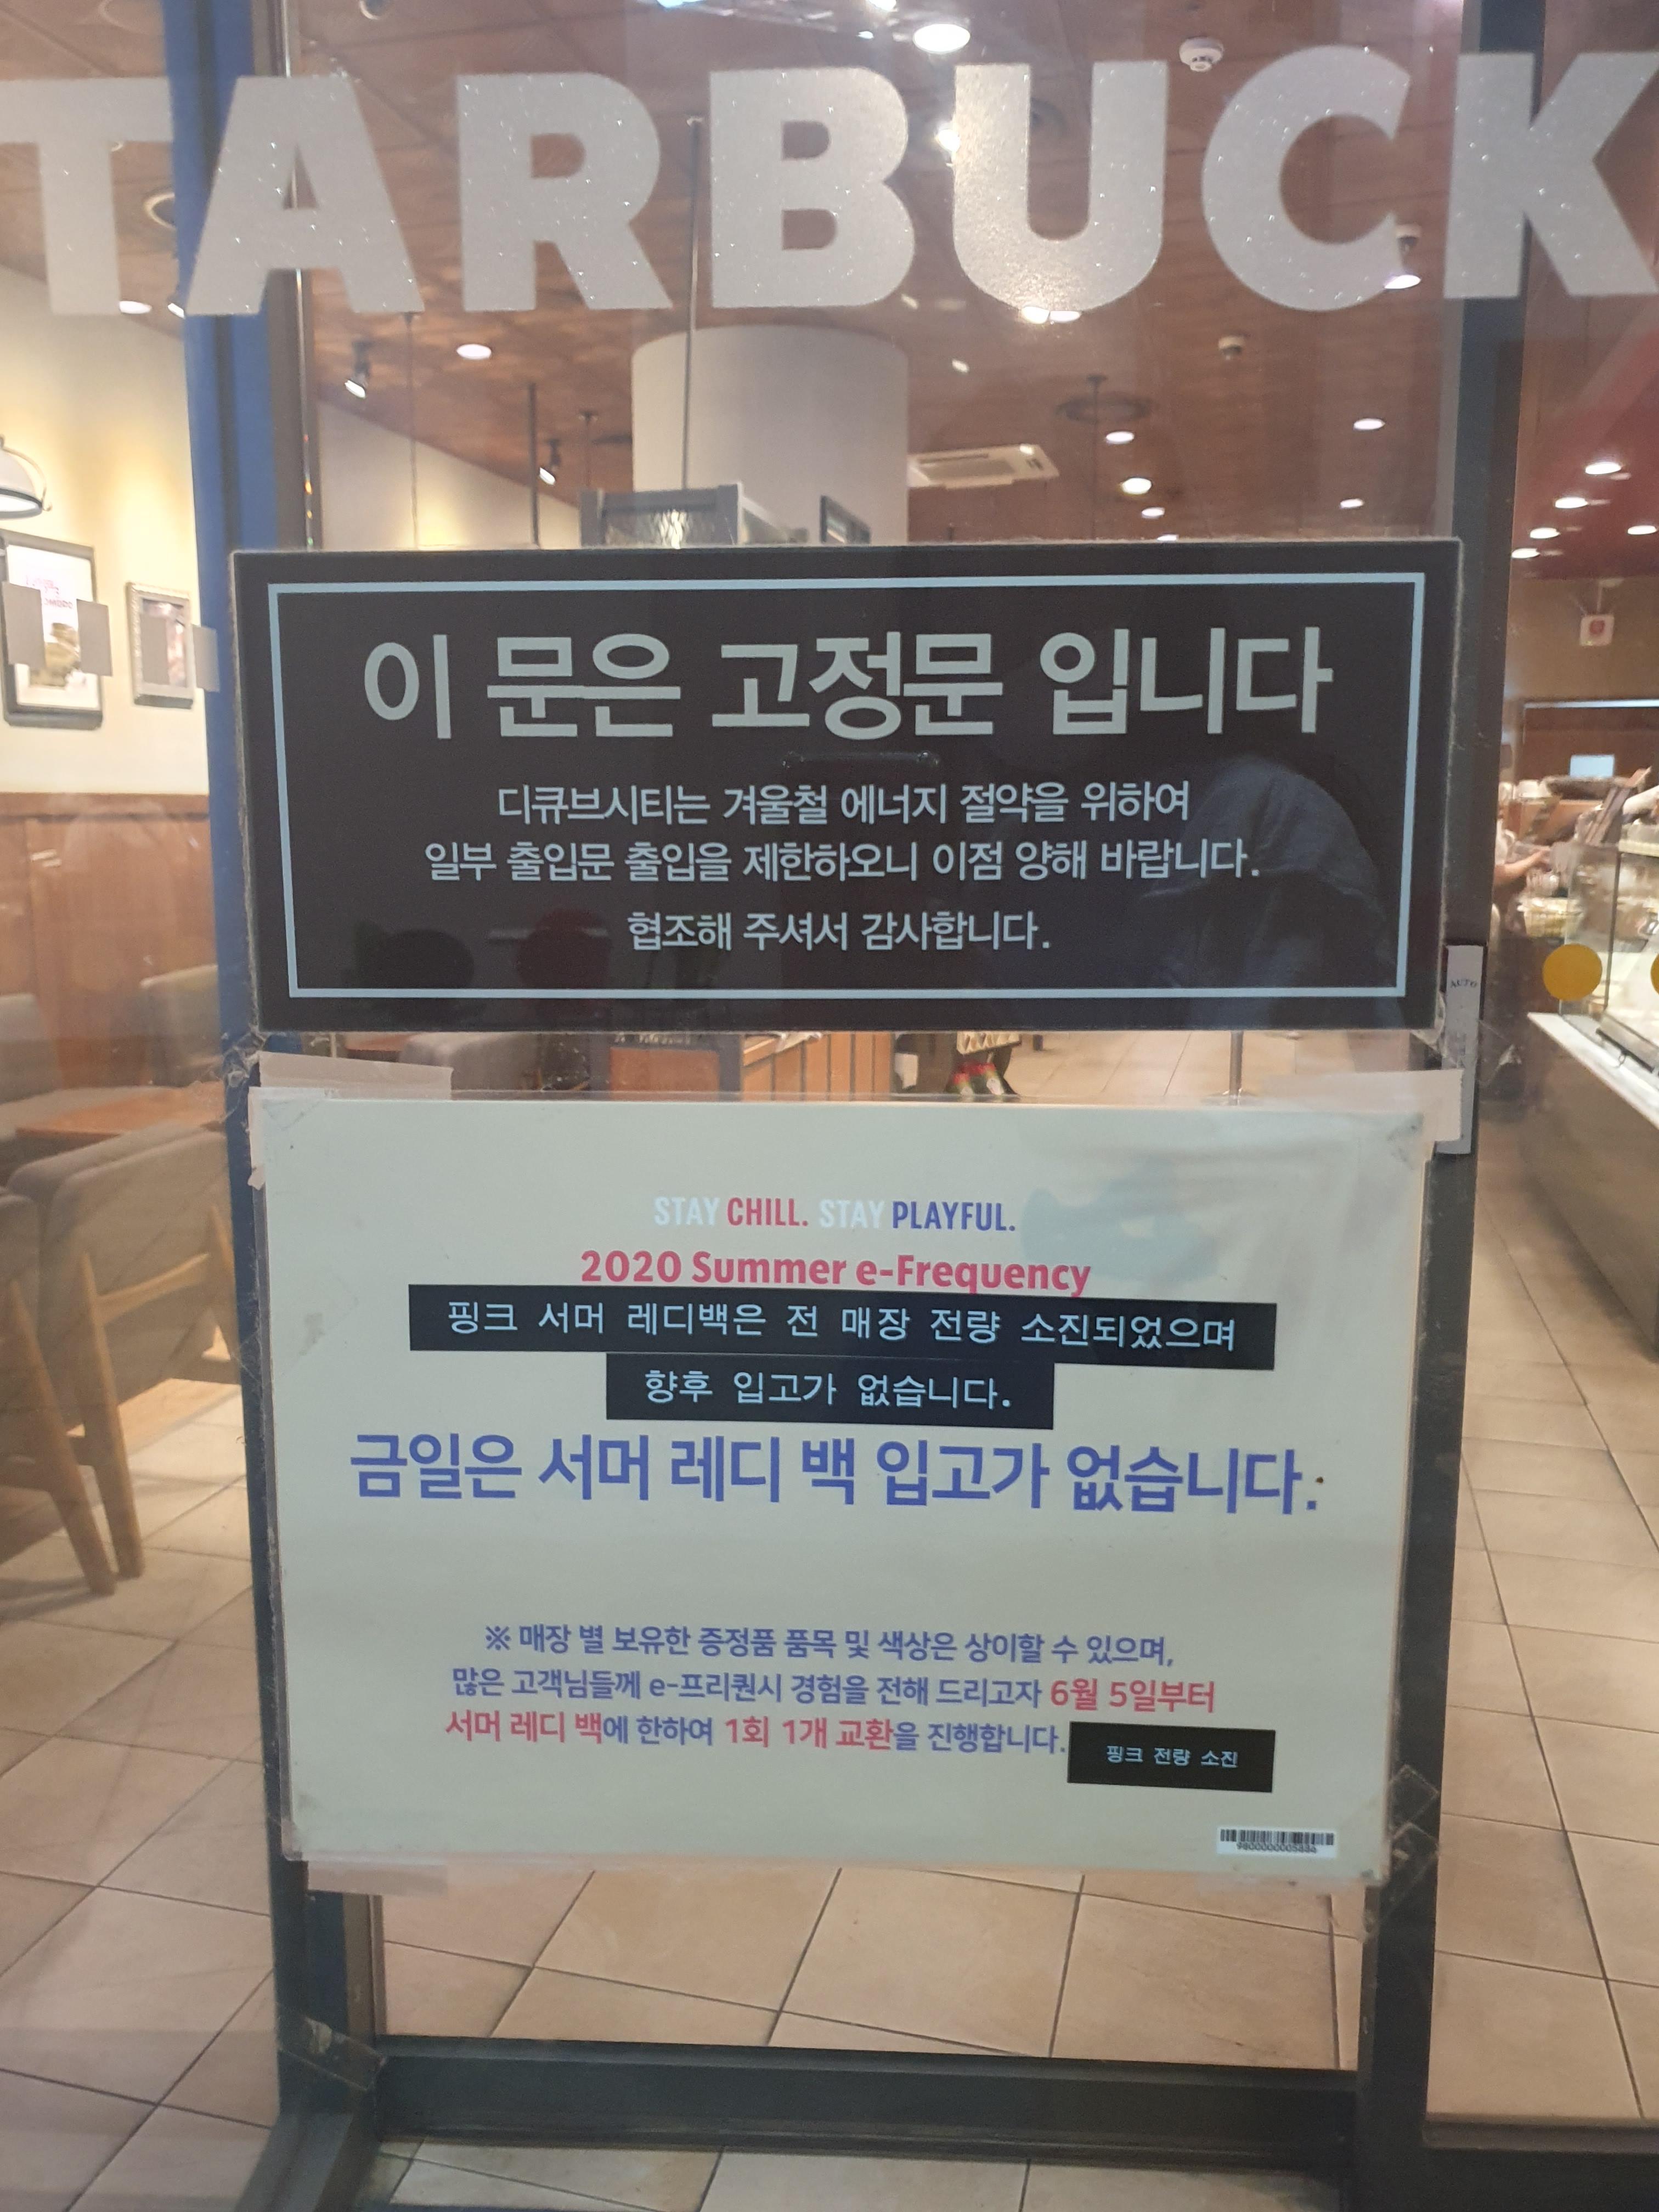 TARBUCK
이 문은 고정문 입니다
디큐브시티는 겨울철 에너지 절약을 위하여
일부 출입문 출입을 제한하오니 이점 양해 바랍니다.
협조해 주셔서 감사합니다.
AUTO
STAY CHILL. STAY PLAYFUL.
2020 Summer e-Frequency
핑크 서머 레디백은 전 매장 전량 소진되었으며
향후 입고가 없습니다.
금일은 서머 레디 백 입고가 없습니다.
※ 매장 별 보유한 증정품 품목 및 색상은 상이할 수 있으며,
많은 고객님들께 e-프리퀀시 경험을 전해 드리고자 6월 5일부터
서머 레디 백에 한하여 1회 1개 교환을 진행합니다.
핑크 전량 소진